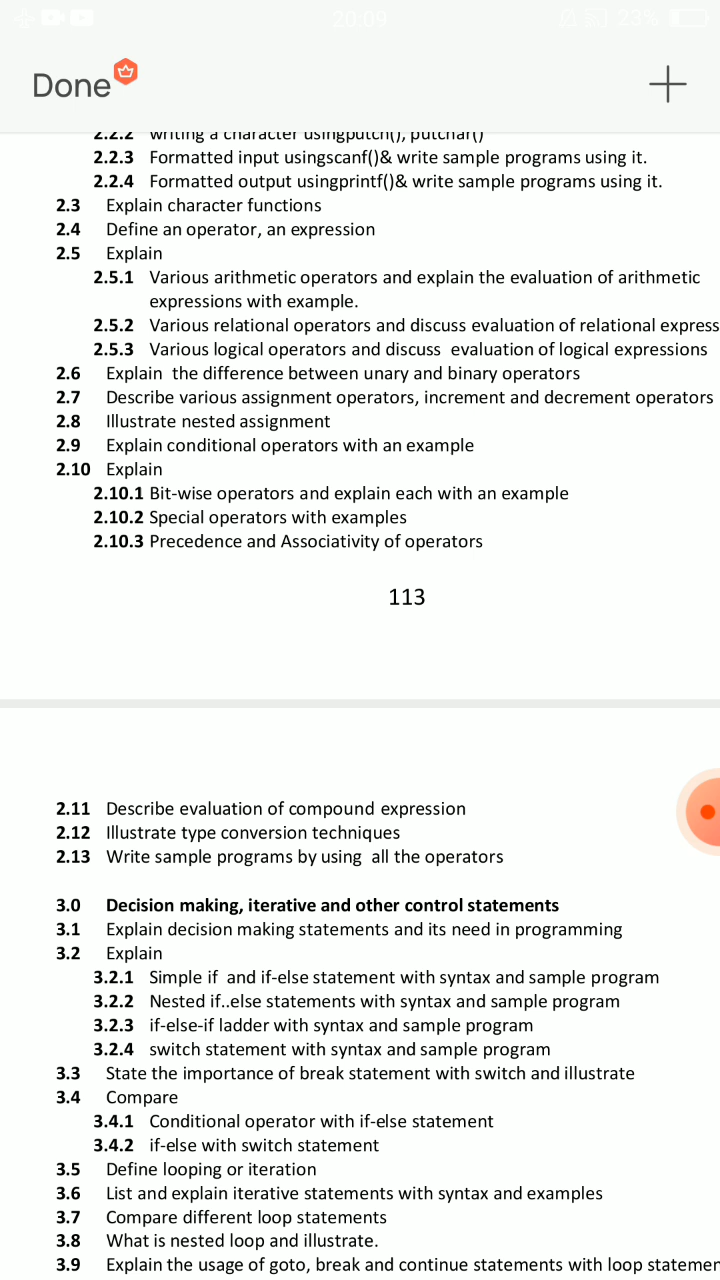 20:09
23%
Done
2.2.2 writing a character usingputch(), putchar()
2.2.3 Formatted input usingscanf()& write sample programs using it.
2.2.4 Formatted output usingprintf()& write sample programs using it.
2.3 Explain character functions
2.4 Define an operator, an expression
2.5 Explain
2.5.1 Various arithmetic operators and explain the evaluation of arithmetic
expressions with example.
2.5.2 Various relational operators and discuss evaluation of relational express
2.5.3 Various logical operators and discuss evaluation of logical expressions
2.6 Explain the difference between unary and binary operators
2.7 Describe various assignment operators, increment and decrement operators
2.8 Illustrate nested assignment
2.9 Explain conditional operators with an example
2.10 Explain
2.10.1 Bit-wise operators and explain each with an example
2.10.2 Special operators with examples
2.10.3 Precedence and Associativity of operators
113
2.11 Describe evaluation of compound expression
2.12 Illustrate type conversion techniques
2.13 Write sample programs by using all the operators
3.0 Decision making, iterative and other control statements
3.1 Explain decision making statements and its need in programming
3.2 Explain
3.2.1 Simple if and if-else statement with syntax and sample program
3.2.2 Nested if..else statements with syntax and sample program
3.2.3 if-else-if ladder with syntax and sample program
3.2.4 switch statement with syntax and sample program
3.3 State the importance of break statement with switch and illustrate
3.4 Compare
3.4.1 Conditional operator with if-else statement
3.4.2 if-else with switch statement
3.5 Define looping or iteration
3.6 List and explain iterative statements with syntax and examples
3.7 Compare different loop statements
3.8 What is nested loop and illustrate.
3.9 Explain the usage of goto, break and continue statements with loop statemen